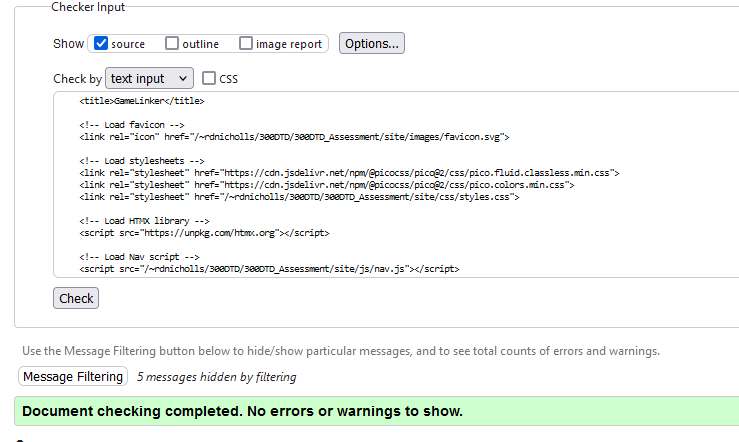 Checker Input
Show source outline image report Options...
Check by text input CSS
<title>GameLinker</title>
<!-- Load favicon -->
<link rel="icon" href="/~rdnicholls/300DTD/300DTD_Assessment/site/images/favicon.svg">
<!-- Load stylesheets -->
<link rel="stylesheet" href="https://cdn.jsdelivr.net/npm/@picocss/pico@2/css/pico.fluid.classless.min.css">
<link rel="stylesheet" href="https://cdn.jsdelivr.net/npm/@picocss/pico@2/css/pico.colors.min.css">
<link rel="stylesheet" href="/~rdnicholls/300DTD/300DTD_Assessment/site/css/styles.css">
<!-- Load HTMX library -->
<script src="https://unpkg.com/htmx.org"></script>
<!-- Load Nav script -->
<script src="/~rdnicholls/300DTD/300DTD_Assessment/site/js/nav.js"></script>
Check
Use the Message Filtering button below to hide/show particular messages, and to see total counts of errors and warnings.
Message Filtering 5 messages hidden by filtering
Document checking completed. No errors or warnings to show.